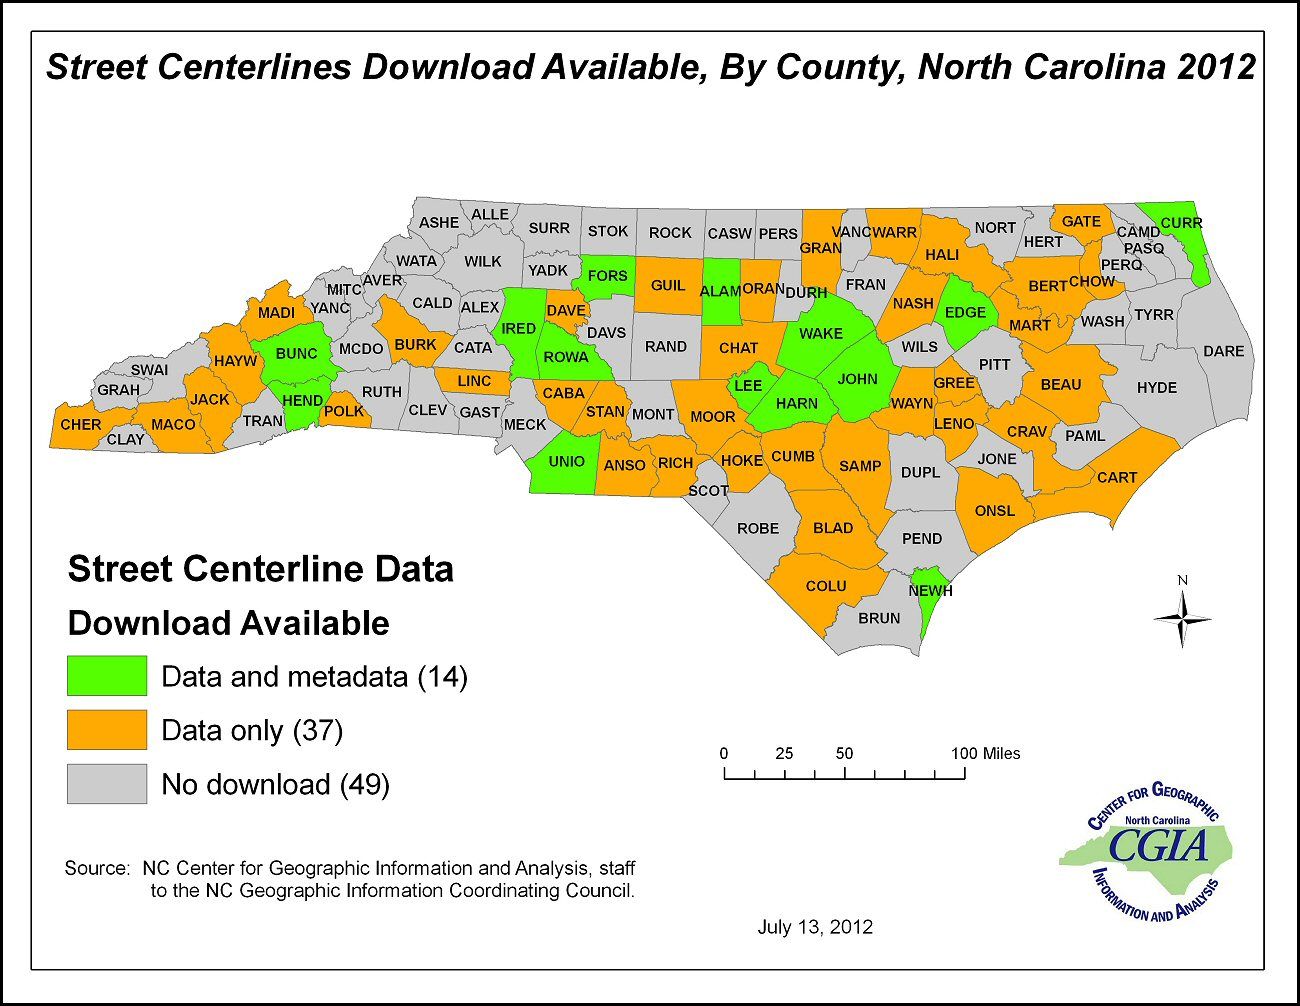 Street Centerlines Download Available, By County, North Carolina 2012
ASHE
ALLE
SURR
STOK
ROCK
CASW
PERS
GRAN
VANC
WARR
NORT
HERT
GATE
CAMD
CURR
PASQ
PERQ
CHOW
BERT
HALI
WATA
WILK
YADK
FORS
GUIL
ALAM
ORAN
DURH
FRAN
NASH
EDGE
MART
WASH
TYRR
DARE
MITC
AVER
YANC
CALD
ALEX
IRED
DAVE
DAVS
RAND
CHAT
WAKE
WILS
PITT
BEAU
HYDE
MADI
BUNC
MCDO
BURK
CATA
ROWA
HAYW
SWAI
GRAH
JACK
HEND
RUTH
LINC
CABA
STAN
MONT
MOOR
LEE
HARN
JOHN
WAYN
GREE
LENO
CRAV
PAML
CHER
CLAY
MACO
TRAN
POLK
CLEV
GAST
MECK
UNIO
ANSO
RICH
HOKE
CUMB
SAMP
DUPL
JONE
CART
ONSL
SCOT
ROBE
BLAD
PEND
COLU
NEWH
BRUN
Street Centerline Data
Download Available
Data and metadata (14)
Data only (37)
No download (49)
N
0 25 50 100 Miles
Source: NC Center for Geographic Information and Analysis, staff
to the NC Geographic Information Coordinating Council.
July 13, 2012
CENTER FOR GEOGRAPHIC
North Carolina
CGIA
INFORMATION AND ANALYSIS